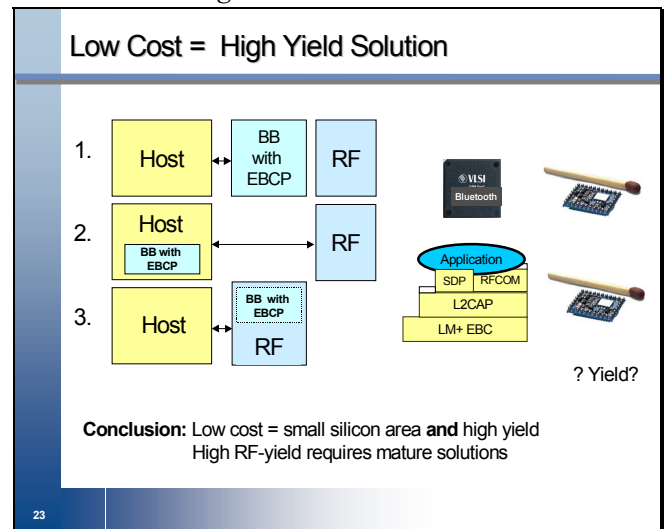 Low Cost = High Yield Solution
1.
Host
BB
with
EBCP
RF
VLSI
Bluetooth
2.
Host
BB with
EBCP
RF
Application
SDP RFCOM
L2CAP
LM+ EBC
3.
Host
BB with
EBCP
RF
? Yield?
Conclusion: Low cost = small silicon area and high yield
High RF-yield requires mature solutions
23